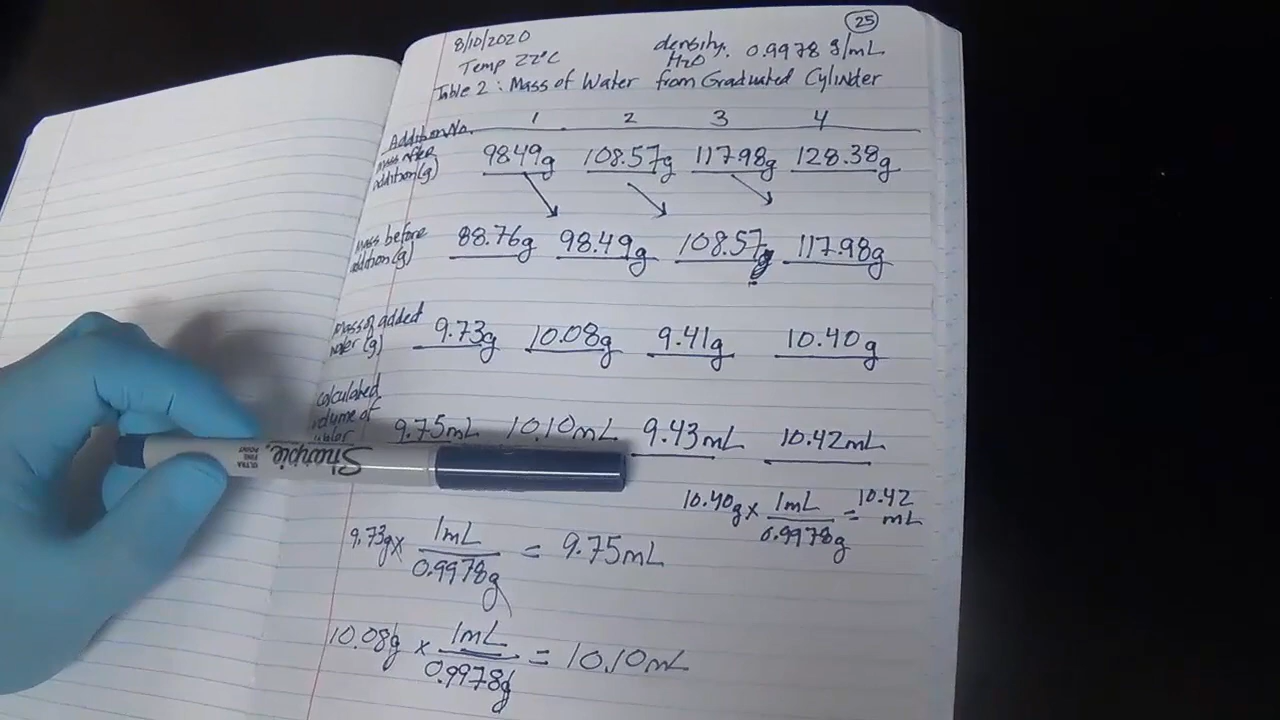 25
8/10/2020
Temp 22°C
density H2O: 0.9978 g/mL
Table 2: Mass of Water from Graduated Cylinder
Addition No. 1 2 3 4
Mass after addition (g) 98.49g 108.57g 117.98g 128.38g
Mass before addition (g) 88.76g 98.49g 108.57g 117.98g
Mass of added water (g) 9.73g 10.08g 9.41g 10.40g
Calculated volume of water 9.75mL 10.10mL 9.43mL 10.42mL
Sharpie.
ULTRA FINE POINT
10.40g x 1mL/0.9978g = 10.42 mL
9.73g x 1mL/0.9978g = 9.75mL
10.08g x 1mL/0.9978g = 10.10mL